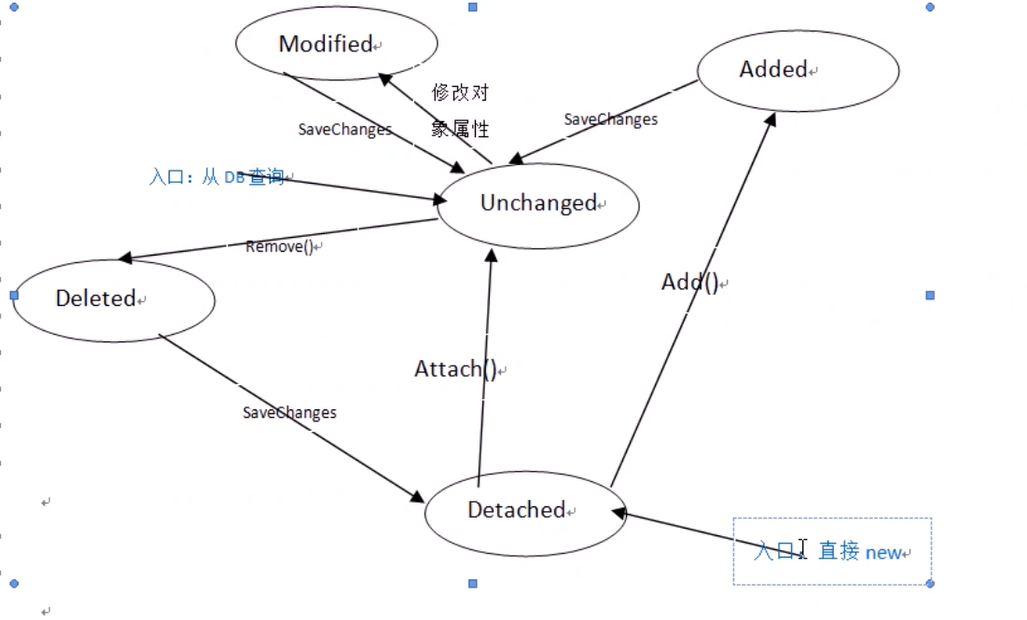 Modified
Added
修改对
象属性
SaveChanges
SaveChanges
入口：从 DB 查询
Unchanged
Remove()
Deleted
Add()
Attach()
SaveChanges
Detached
入口：直接 new